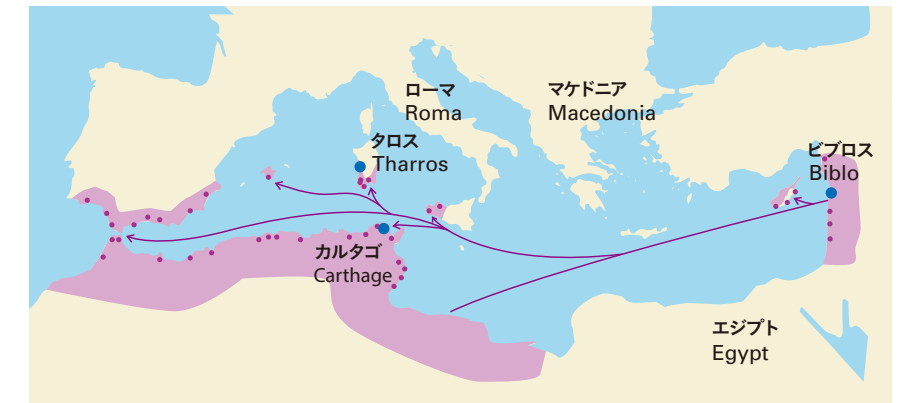 ローマ
Roma
マケドニア
Macedonia
タロス
Tharros
ビブロス
Biblo
カルタゴ
Carthage
エジプト
Egypt